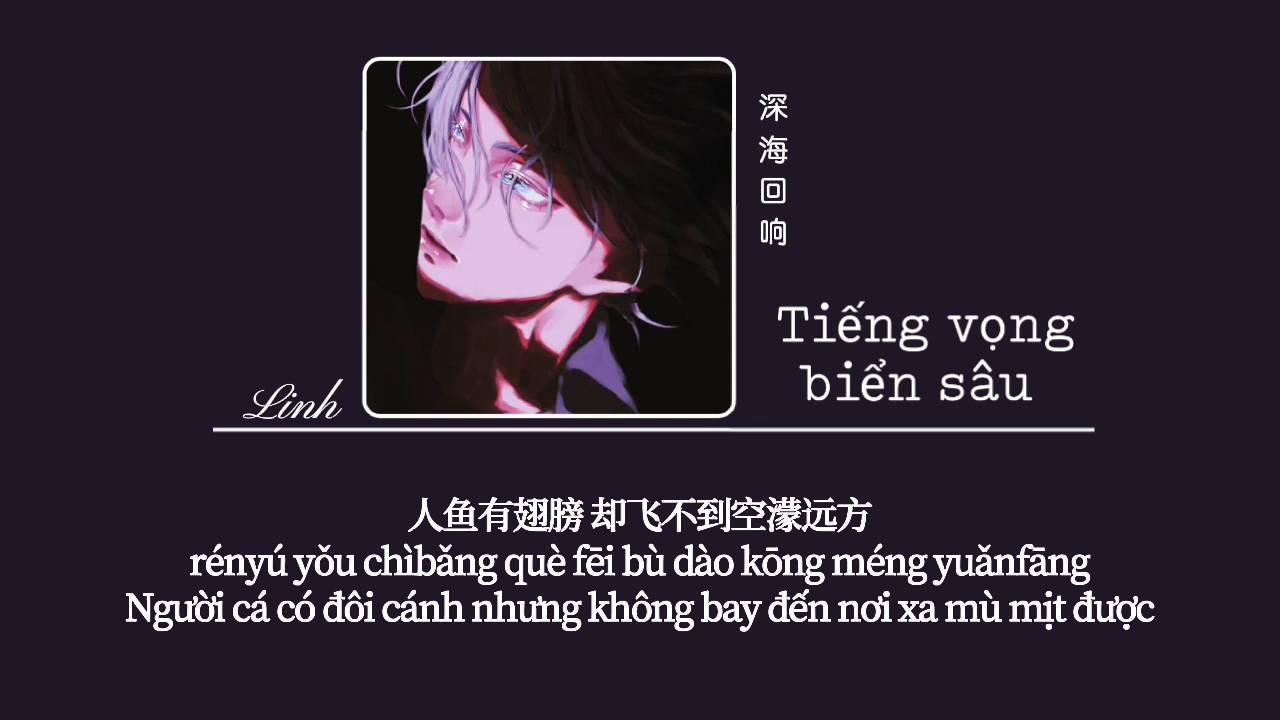 深海回响
Tiếng vọng
biển sâu
Linh
人鱼有翅膀 却飞不到空濛远方
rényú yǒu chìbǎng què fēi bù dào kōng méng yuǎnfāng
Người cá có đôi cánh nhưng không bay đến nơi xa mù mịt được